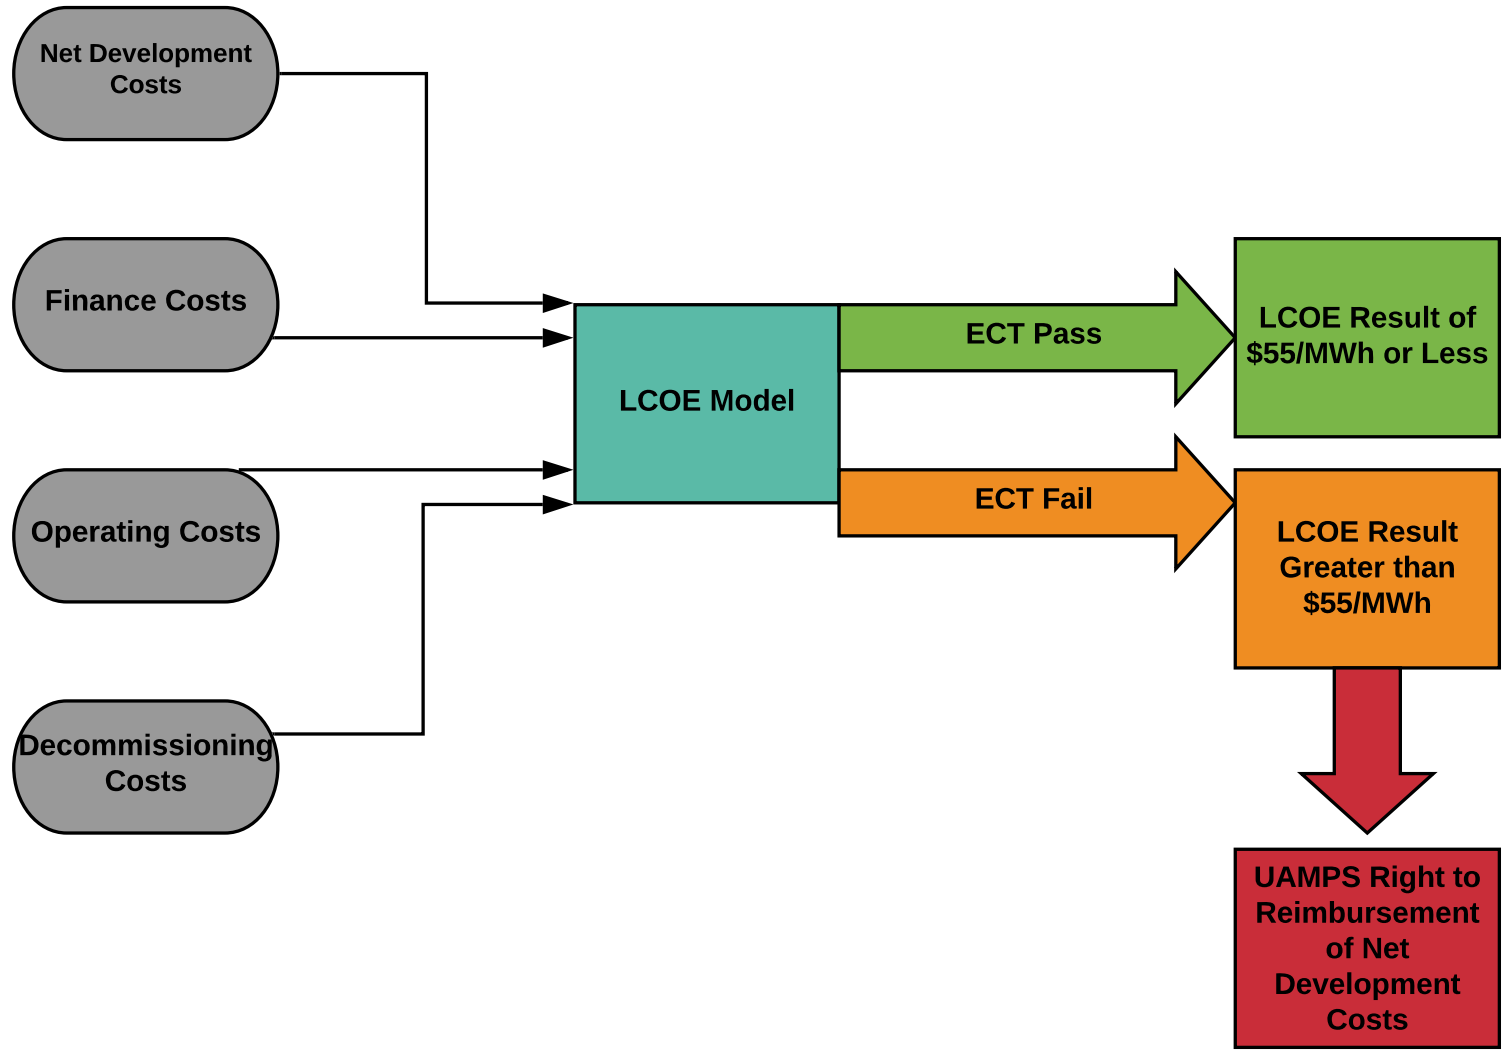 Net Development
Costs
Finance Costs
Operating Costs
Decommissioning
Costs
LCOE Model
ECT Pass
ECT Fail
LCOE Result of
$55/MWh or Less
LCOE Result
Greater than
$55/MWh
UAMPS Right to
Reimbursement
of Net
Development
Costs